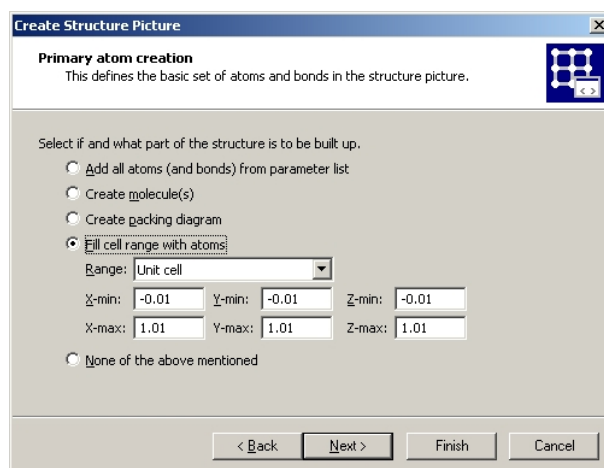 Create Structure Picture
Primary atom creation
This defines the basic set of atoms and bonds in the structure picture.
Select if and what part of the structure is to be built up.
Add all atoms (and bonds) from parameter list
Create molecule(s)
Create packing diagram
Fill cell range with atoms
Range: Unit cell
X-min: -0.01 Y-min: -0.01 Z-min: -0.01
X-max: 1.01 Y-max: 1.01 Z-max: 1.01
None of the above mentioned
< Back Next > Finish Cancel